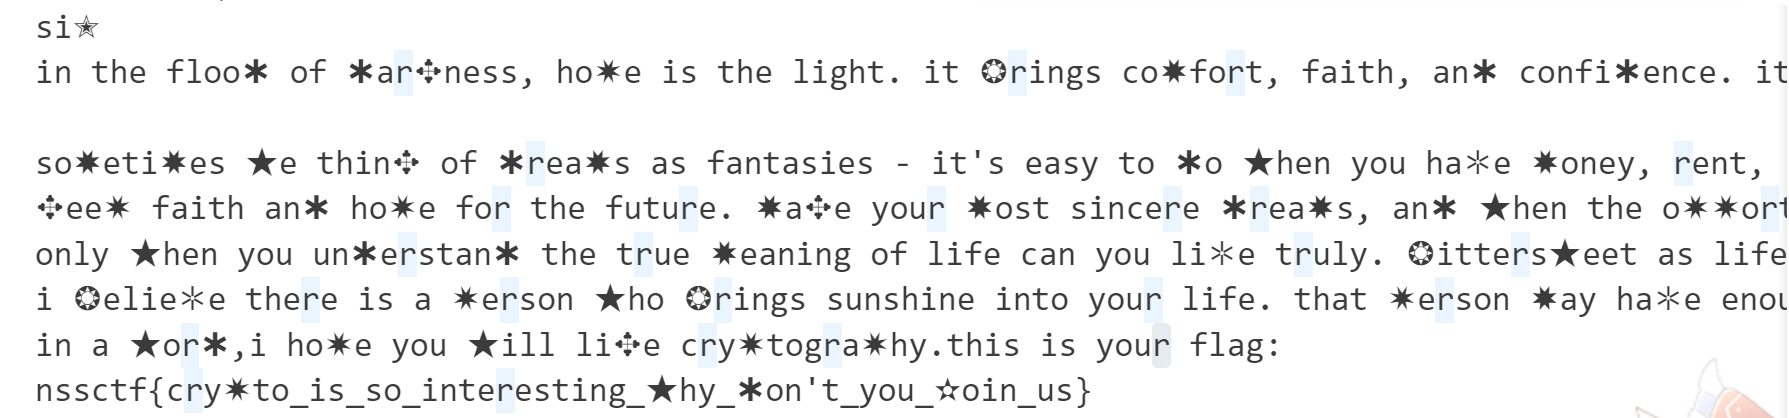 si✯
in the floo✱ of ✱ar✣ness, ho✷e is the light. it ❂rings co✸fort, faith, an✱ confi✱ence. it
so✸eti✸es ★e thin✣ of ✱rea✸s as fantasies - it's easy to ✱o ★hen you ha✲e ✸oney, rent,
✣ee✷ faith an✱ ho✷e for the future. ✸a✣e your ✸ost sincere ✱rea✸s, an✱ ★hen the o✷✷ort
only ★hen you un✱erstan✱ the true ✸eaning of life can you li✲e truly. ❂itters★eet as life
i ❂elie✲e there is a ✷erson ★ho ❂rings sunshine into your life. that ✷erson ✸ay ha✲e enou
in a ★or✱,i ho✷e you ★ill li✣e cry✷togra✷hy.this is your flag:
nssctf{cry✷to_is_so_interesting_★hy_✱on't_you_☆oin_us}